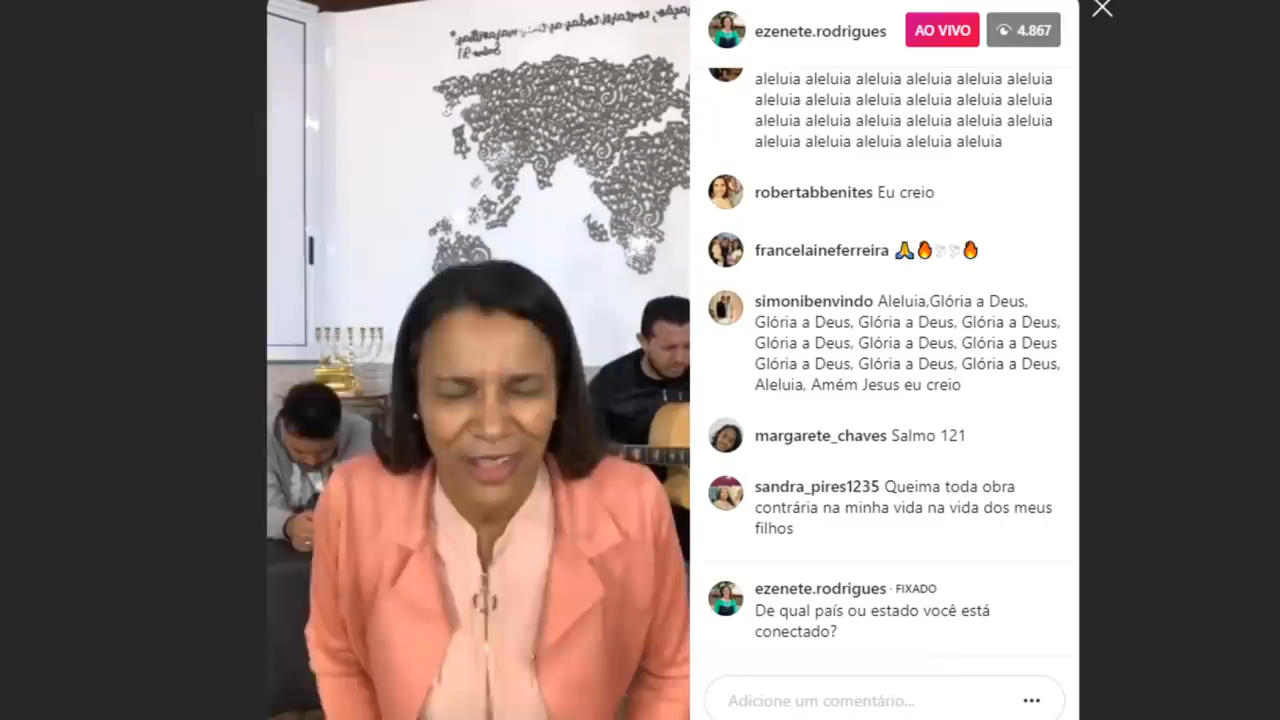 ezenete.rodrigues AO VIVO 4.867
aleluia aleluia aleluia aleluia aleluia aleluia
aleluia aleluia aleluia aleluia aleluia aleluia
aleluia aleluia aleluia aleluia aleluia aleluia
aleluia aleluia aleluia aleluia aleluia
robertabbenites Eu creio
francelaineferreira 🙏🔥🕊🕊🔥
simonibenvindo Aleluia,Glória a Deus,
Glória a Deus, Glória a Deus, Glória a Deus,
Glória a Deus, Glória a Deus, Glória a Deus
Glória a Deus, Glória a Deus, Glória a Deus,
Aleluia, Amém Jesus eu creio
margarete_chaves Salmo 121
sandra_pires1235 Queima toda obra
contrária na minha vida na vida dos meus
filhos
ezenete.rodrigues · FIXADO
De qual país ou estado você está
conectado?
Adicione um comentário...